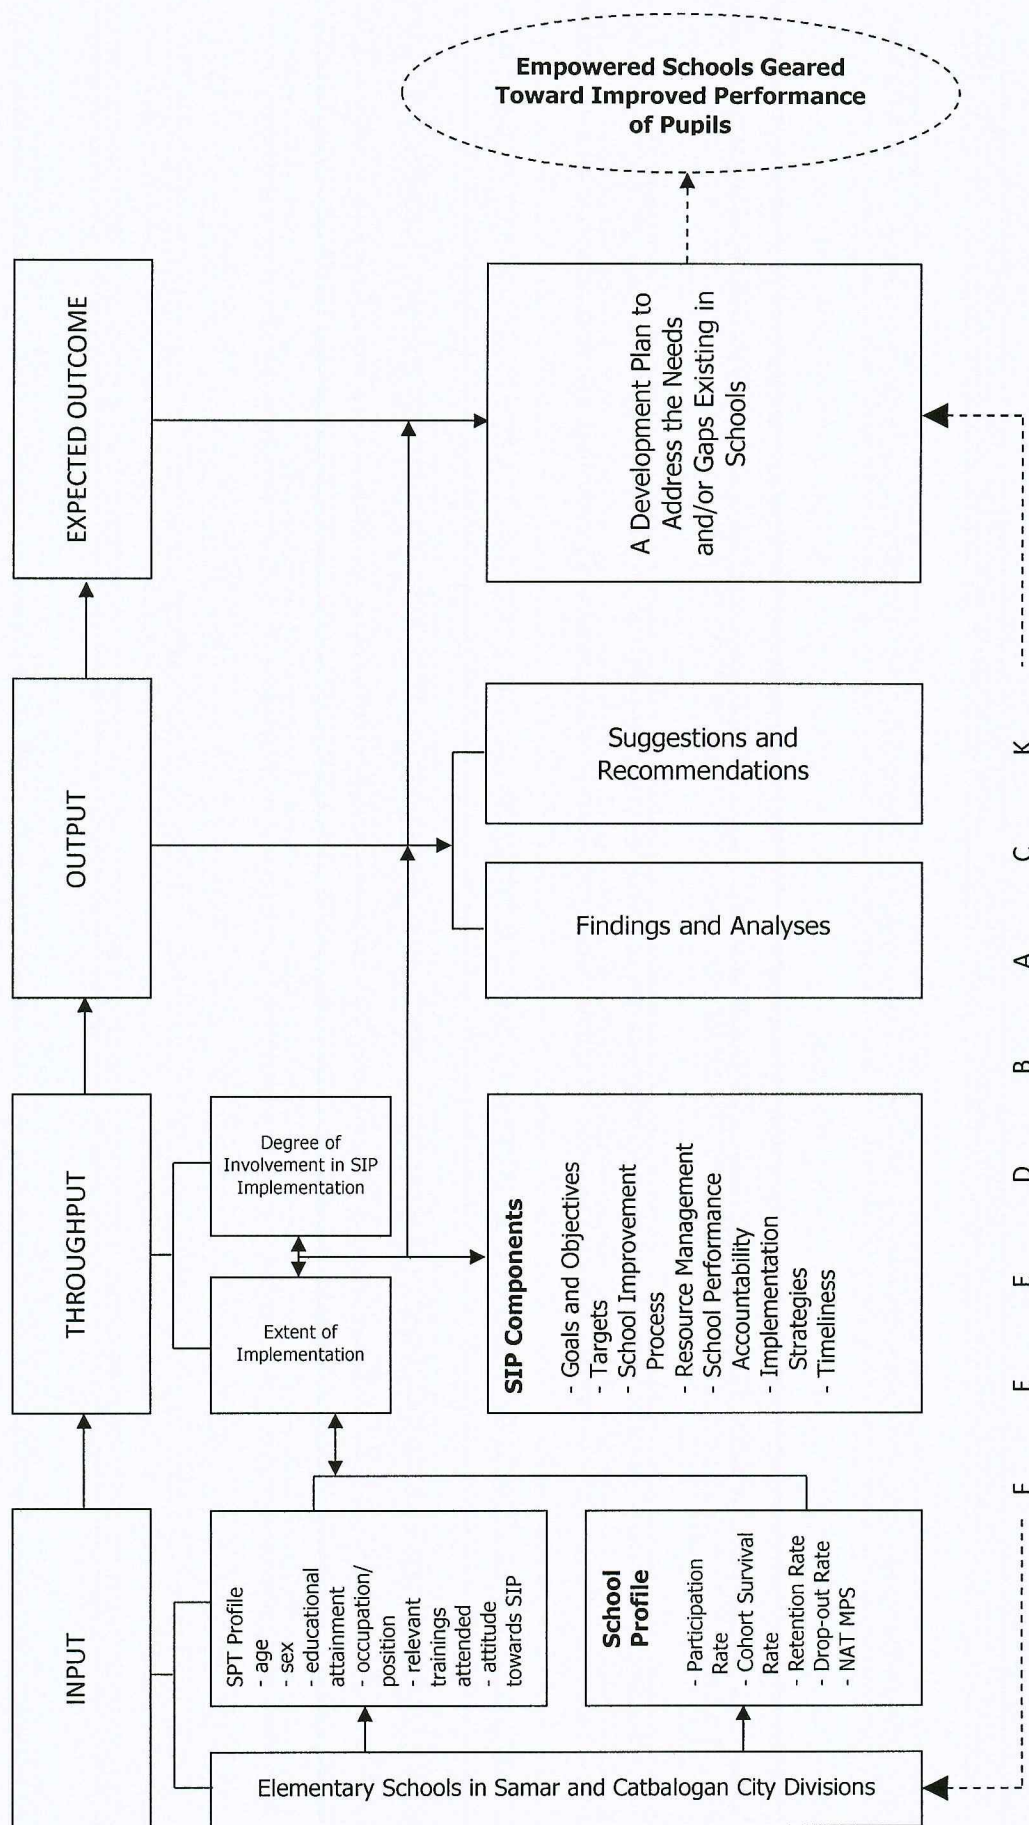 Empowered Schools Geared
Toward Improved Performance
of Pupils
INPUT
THROUGHPUT
OUTPUT
EXPECTED OUTCOME
Elementary Schools in Samar and Catbalogan City Divisions
SPT Profile
- age
- sex
- educational
attainment
- occupation/
position
- relevant
trainings
attended
- attitude
towards SIP
School
Profile
- Participation
Rate
- Cohort Survival
Rate
- Retention Rate
- Drop-out Rate
- NAT MPS
Extent of
Implementation
Degree of
Involvement in SIP
Implementation
SIP Components
- Goals and Objectives
- Targets
- School Improvement
Process
- Resource Management
- School Performance
Accountability
- Implementation
Strategies
- Timeliness
Findings and Analyses
Suggestions and
Recommendations
A Development Plan to
Address the Needs
and/or Gaps Existing in
Schools
F E E D B A C K